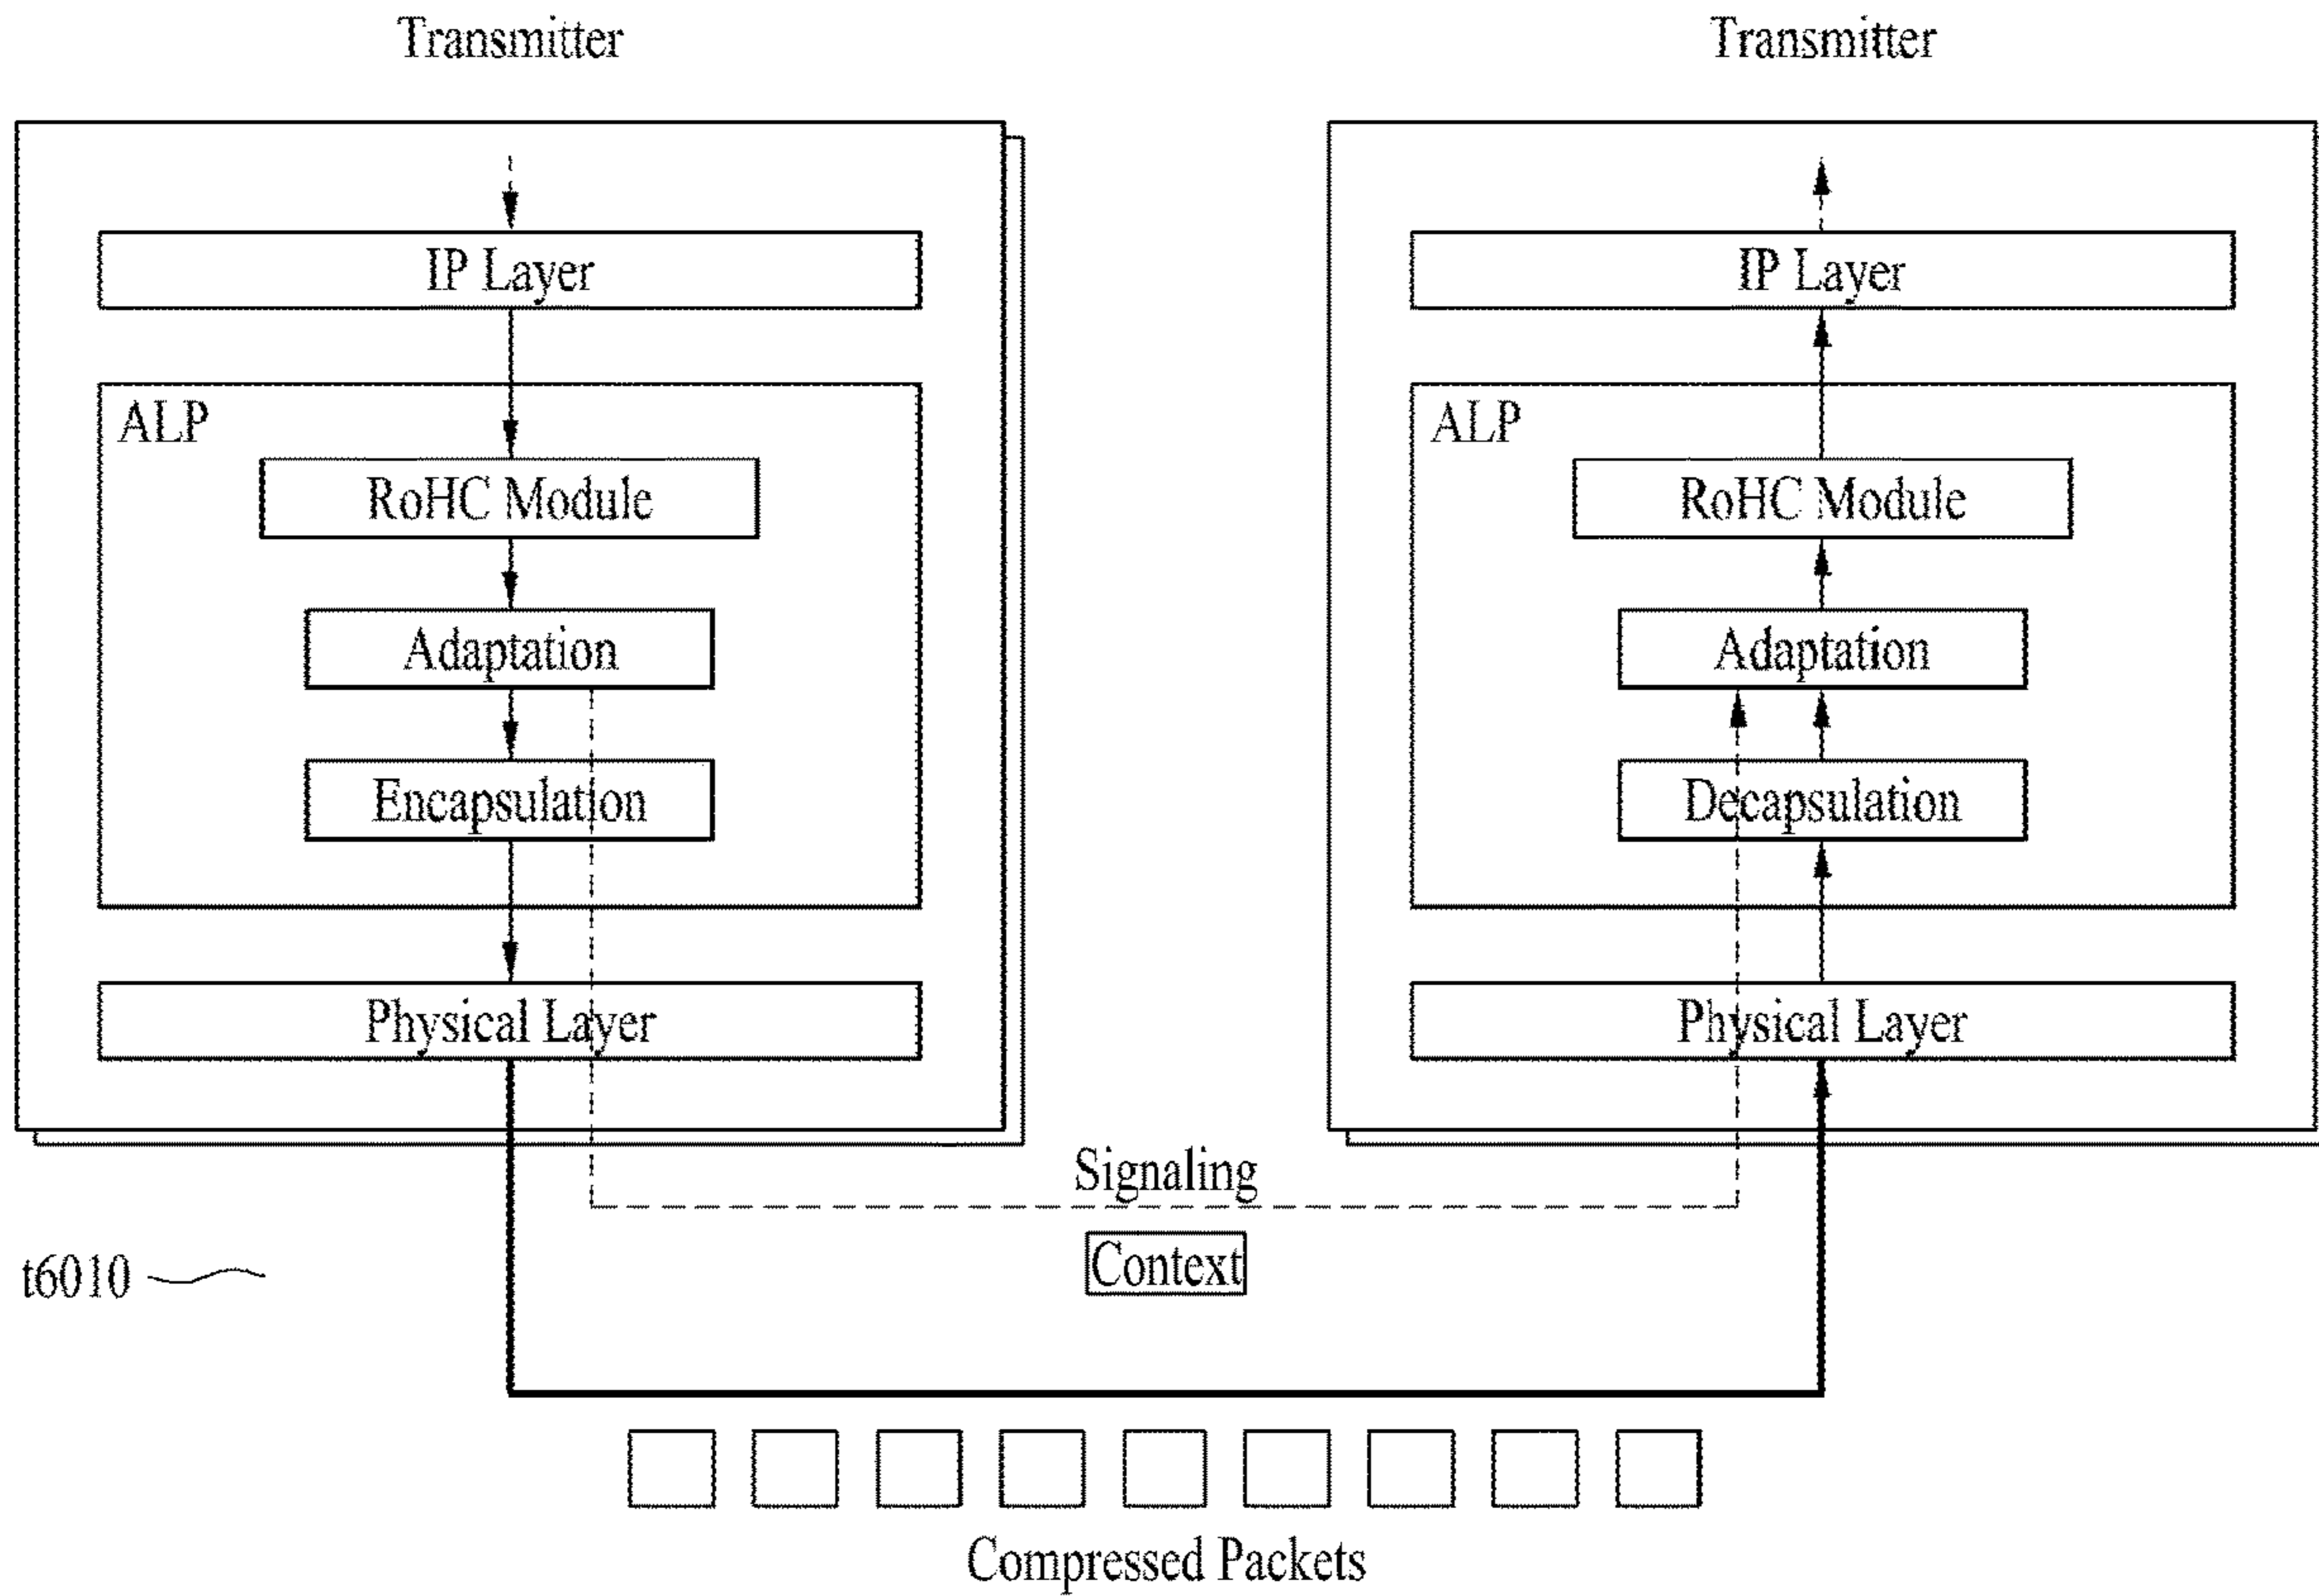 Transmitter
IP Layer
ALP
RoHC Module
Adaptation
Encapsulation
Physical Layer
Transmitter
IP Layer
ALP
RoHC Module
Adaptation
Decapsulation
Physical Layer
Signaling
Context
t6010
Compressed Packets